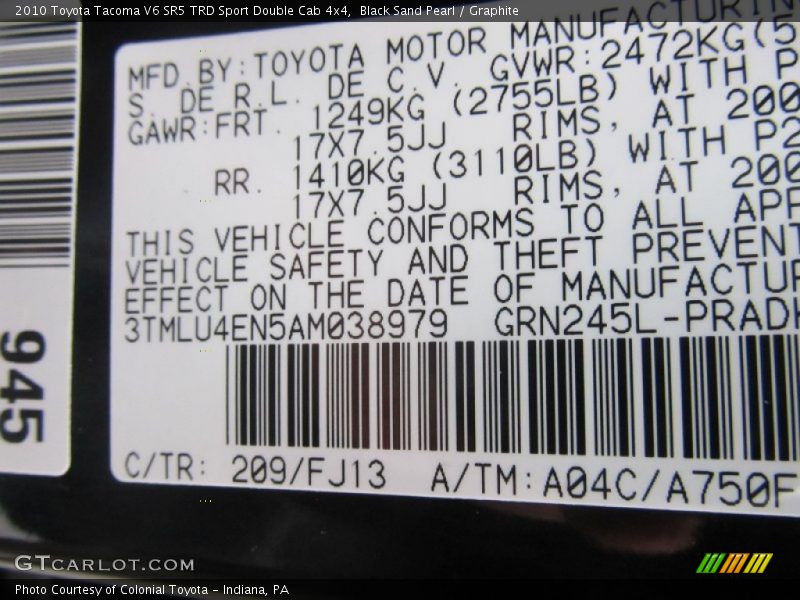 2010 Toyota Tacoma V6 SR5 TRD Sport Double Cab 4x4, Black Sand Pearl / Graphite
MFD.BY:TOYOTA MOTOR MANUFACTURIN
S. DE R.L. DE C.V. GVWR:2472KG(5
GAWR:FRT. 1249KG (2755LB) WITH P
17X7.5JJ RIMS, AT 200
RR. 1410KG (3110LB) WITH P2
17X7.5JJ RIMS, AT 200
THIS VEHICLE CONFORMS TO ALL APP
VEHICLE SAFETY AND THEFT PREVENT
EFFECT ON THE DATE OF MANUFACTUR
3TMLU4EN5AM038979 GRN245L-PRADK
C/TR: 209/FJ13 A/TM:A04C/A750F
945
GTCARLOT.COM
Photo Courtesy of Colonial Toyota - Indiana, PA